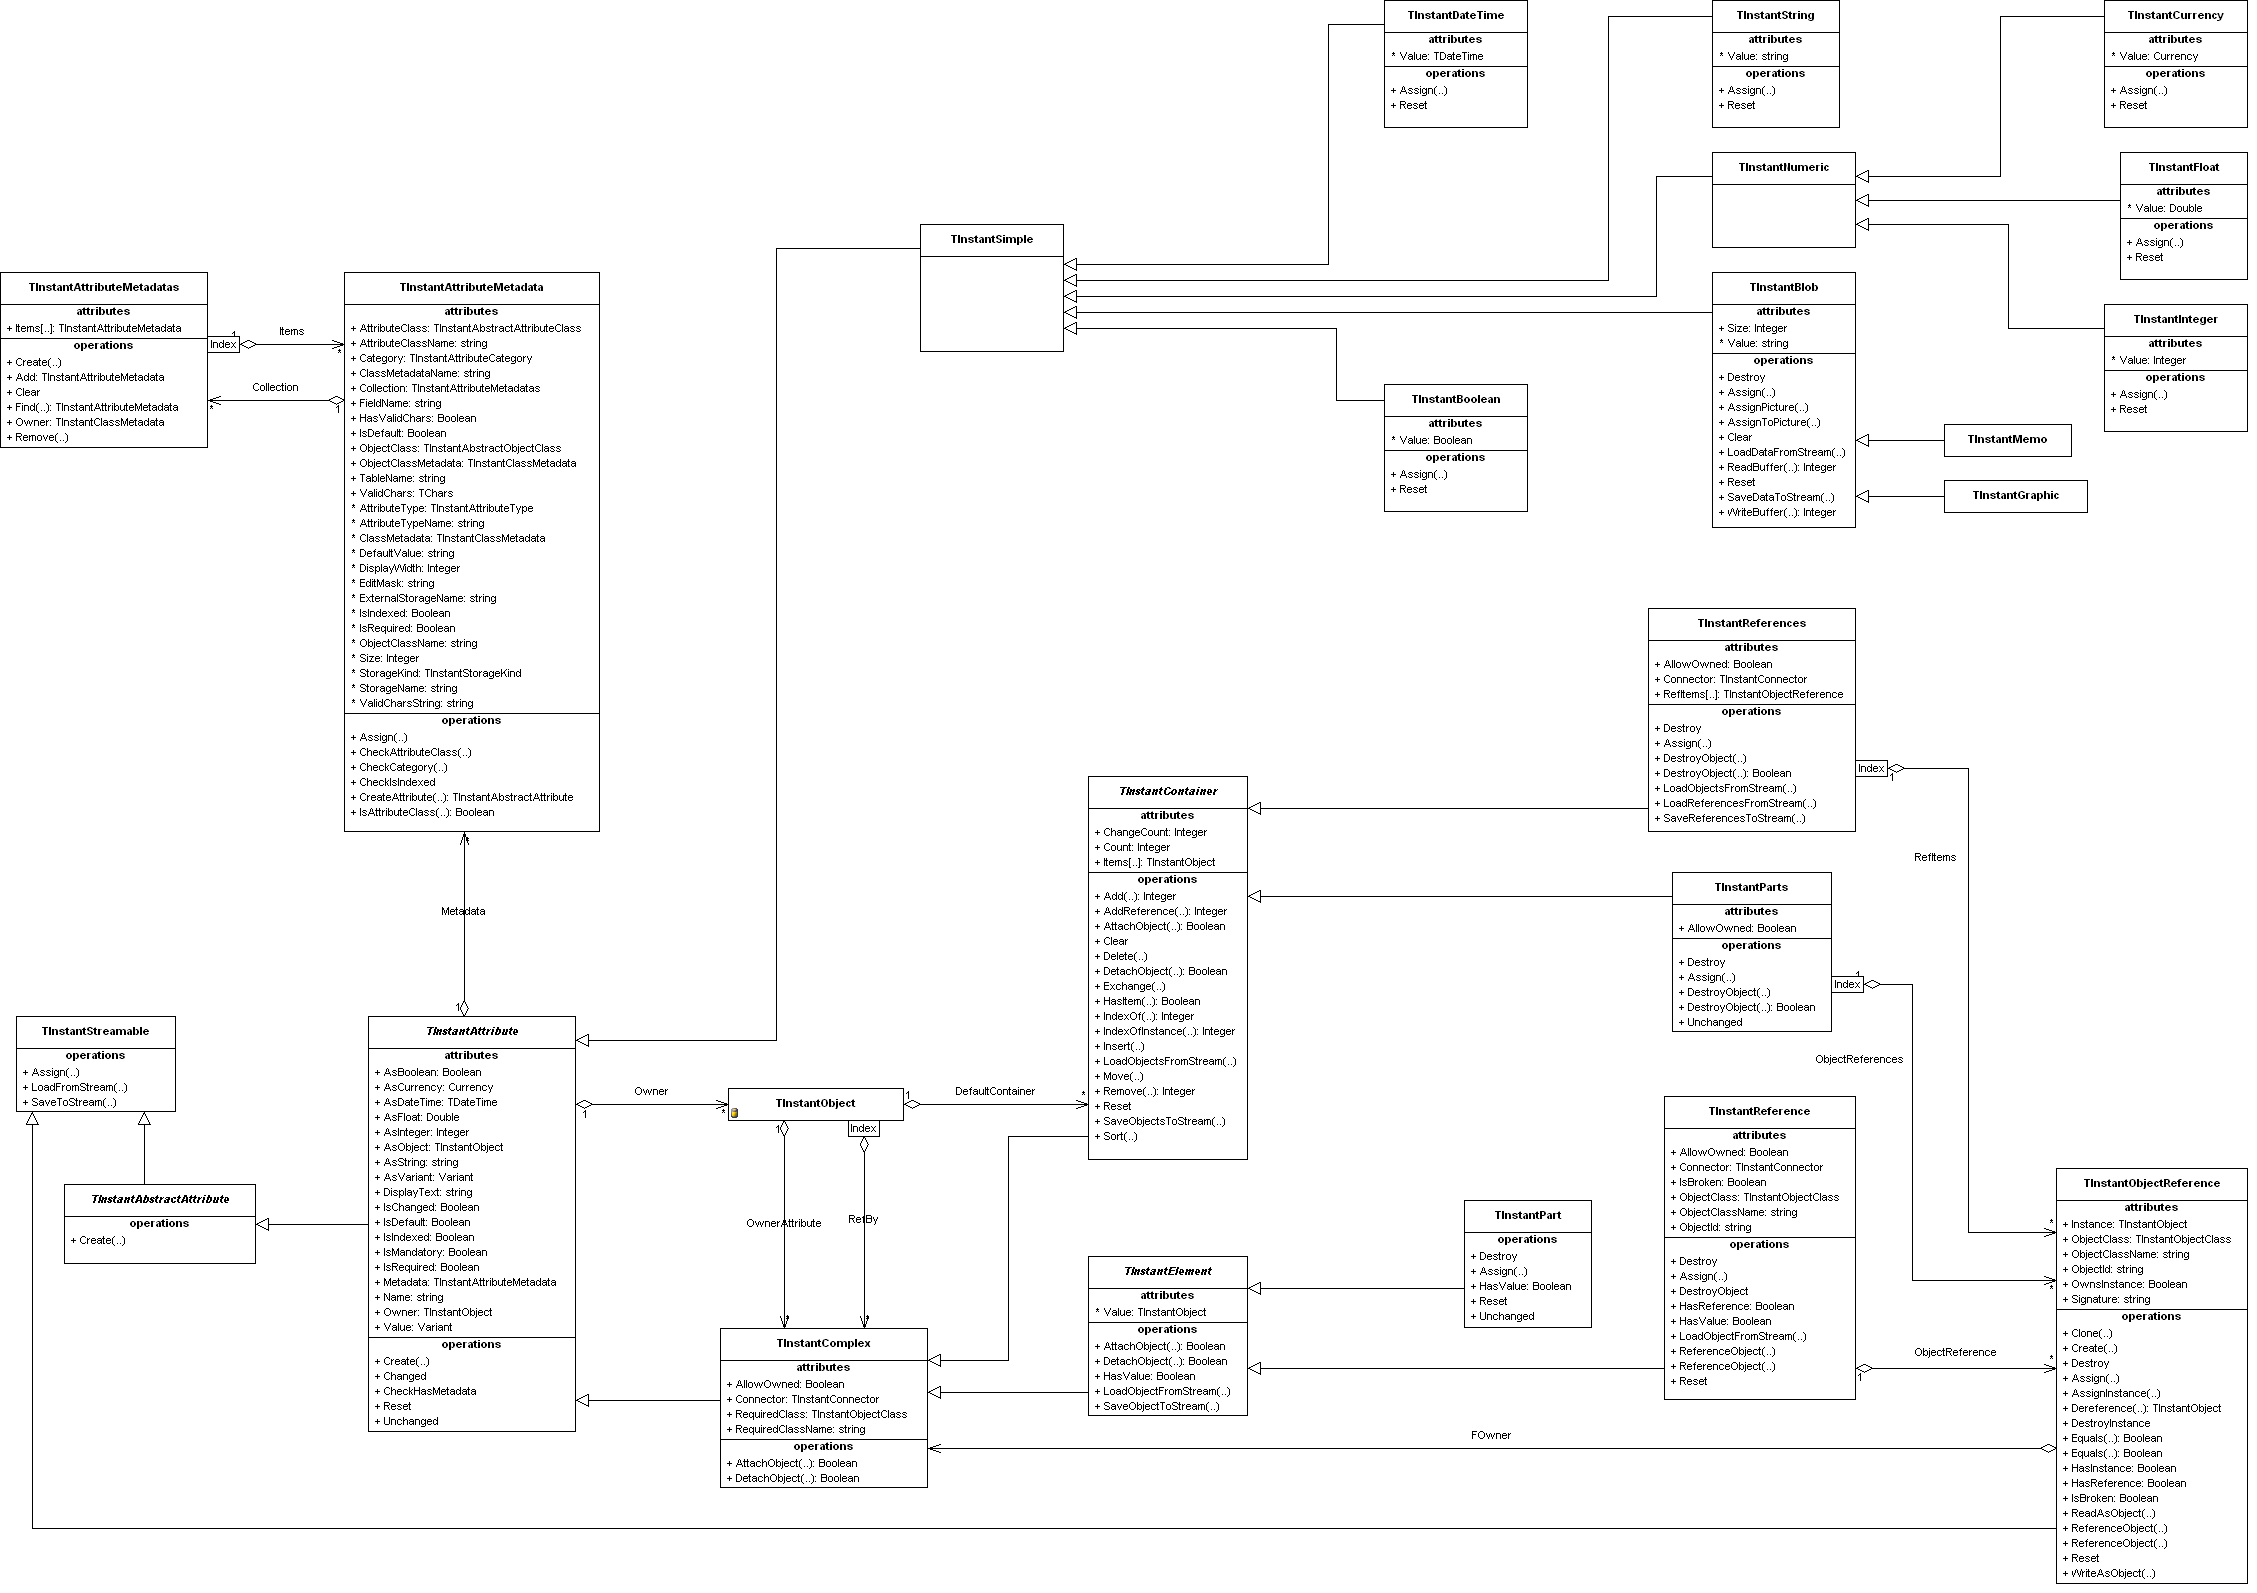 TInstantDateTime
attributes
* Value: TDateTime
operations
+ Assign(..)
+ Reset
TInstantString
attributes
* Value: string
operations
+ Assign(..)
+ Reset
TInstantCurrency
attributes
* Value: Currency
operations
+ Assign(..)
+ Reset
TInstantNumeric
TInstantFloat
attributes
* Value: Double
operations
+ Assign(..)
+ Reset
TInstantSimple
TInstantBlob
attributes
+ Size: Integer
* Value: string
operations
+ Destroy
+ Assign(..)
+ AssignPicture(..)
+ AssignToPicture(..)
+ Clear
+ LoadDataFromStream(..)
+ ReadBuffer(..): Integer
+ Reset
+ SaveDataToStream(..)
+ WriteBuffer(..): Integer
TInstantInteger
attributes
* Value: Integer
operations
+ Assign(..)
+ Reset
TInstantBoolean
attributes
* Value: Boolean
operations
+ Assign(..)
+ Reset
TInstantMemo
TInstantGraphic
TInstantAttributeMetadatas
attributes
+ Items[..]: TInstantAttributeMetadata
operations
+ Create(..)
+ Add: TInstantAttributeMetadata
+ Clear
+ Find(..): TInstantAttributeMetadata
+ Owner: TInstantClassMetadata
+ Remove(..)
1
Index
Items
*
Collection
*
1
TInstantAttributeMetadata
attributes
+ AttributeClass: TInstantAbstractAttributeClass
+ AttributeClassName: string
+ Category: TInstantAttributeCategory
+ ClassMetadataName: string
+ Collection: TInstantAttributeMetadatas
+ FieldName: string
+ HasValidChars: Boolean
+ IsDefault: Boolean
+ ObjectClass: TInstantAbstractObjectClass
+ ObjectClassMetadata: TInstantClassMetadata
+ TableName: string
+ ValidChars: TChars
* AttributeType: TInstantAttributeType
* AttributeTypeName: string
* ClassMetadata: TInstantClassMetadata
* DefaultValue: string
* DisplayWidth: Integer
* EditMask: string
* ExternalStorageName: string
* IsIndexed: Boolean
* IsRequired: Boolean
* ObjectClassName: string
* Size: Integer
* StorageKind: TInstantStorageKind
* StorageName: string
* ValidCharsString: string
operations
+ Assign(..)
+ CheckAttributeClass(..)
+ CheckCategory(..)
+ CheckIsIndexed
+ CreateAttribute(..): TInstantAbstractAttribute
+ IsAttributeClass(..): Boolean
*
Metadata
1
TInstantReferences
attributes
+ AllowOwned: Boolean
+ Connector: TInstantConnector
+ RefItems[..]: TInstantObjectReference
operations
+ Destroy
+ Assign(..)
+ DestroyObject(..)
+ DestroyObject(..): Boolean
+ LoadObjectsFromStream(..)
+ LoadReferencesFromStream(..)
+ SaveReferencesToStream(..)
Index
1
RefItems
TInstantContainer
attributes
+ ChangeCount: Integer
+ Count: Integer
+ Items[..]: TInstantObject
operations
+ Add(..): Integer
+ AddReference(..): Integer
+ AttachObject(..): Boolean
+ Clear
+ Delete(..)
+ DetachObject(..): Boolean
+ Exchange(..)
+ HasItem(..): Boolean
+ IndexOf(..): Integer
+ IndexOfInstance(..): Integer
+ Insert(..)
+ LoadObjectsFromStream(..)
+ Move(..)
+ Remove(..): Integer
+ Reset
+ SaveObjectsToStream(..)
+ Sort(..)
TInstantParts
attributes
+ AllowOwned: Boolean
operations
+ Destroy
+ Assign(..)
+ DestroyObject(..)
+ DestroyObject(..): Boolean
+ Unchanged
1
Index
ObjectReferences
TInstantStreamable
operations
+ Assign(..)
+ LoadFromStream(..)
+ SaveToStream(..)
TInstantAbstractAttribute
operations
+ Create(..)
TInstantAttribute
attributes
+ AsBoolean: Boolean
+ AsCurrency: Currency
+ AsDateTime: TDateTime
+ AsFloat: Double
+ AsInteger: Integer
+ AsObject: TInstantObject
+ AsString: string
+ AsVariant: Variant
+ DisplayText: string
+ IsChanged: Boolean
+ IsDefault: Boolean
+ IsIndexed: Boolean
+ IsMandatory: Boolean
+ IsRequired: Boolean
+ Metadata: TInstantAttributeMetadata
+ Name: string
+ Owner: TInstantObject
+ Value: Variant
operations
+ Create(..)
+ Changed
+ CheckHasMetadata
+ Reset
+ Unchanged
Owner
1
*
TInstantObject
1
DefaultContainer
*
1
Index
OwnerAttribute
RefBy
*
*
TInstantComplex
attributes
+ AllowOwned: Boolean
+ Connector: TInstantConnector
+ RequiredClass: TInstantObjectClass
+ RequiredClassName: string
operations
+ AttachObject(..): Boolean
+ DetachObject(..): Boolean
TInstantElement
attributes
* Value: TInstantObject
operations
+ AttachObject(..): Boolean
+ DetachObject(..): Boolean
+ HasValue: Boolean
+ LoadObjectFromStream(..)
+ SaveObjectToStream(..)
TInstantPart
operations
+ Destroy
+ Assign(..)
+ HasValue: Boolean
+ Reset
+ Unchanged
TInstantReference
attributes
+ AllowOwned: Boolean
+ Connector: TInstantConnector
+ IsBroken: Boolean
+ ObjectClass: TInstantObjectClass
+ ObjectClassName: string
+ ObjectId: string
operations
+ Destroy
+ Assign(..)
+ DestroyObject
+ HasReference: Boolean
+ HasValue: Boolean
+ LoadObjectFromStream(..)
+ ReferenceObject(..)
+ ReferenceObject(..)
+ Reset
ObjectReference
1
*
*
*
FOwner
TInstantObjectReference
attributes
+ Instance: TInstantObject
+ ObjectClass: TInstantObjectClass
+ ObjectClassName: string
+ ObjectId: string
+ OwnsInstance: Boolean
+ Signature: string
operations
+ Clone(..)
+ Create(..)
+ Destroy
+ Assign(..)
+ AssignInstance(..)
+ Dereference(..): TInstantObject
+ DestroyInstance
+ Equals(..): Boolean
+ Equals(..): Boolean
+ HasInstance: Boolean
+ HasReference: Boolean
+ IsBroken: Boolean
+ ReadAsObject(..)
+ ReferenceObject(..)
+ ReferenceObject(..)
+ Reset
+ WriteAsObject(..)